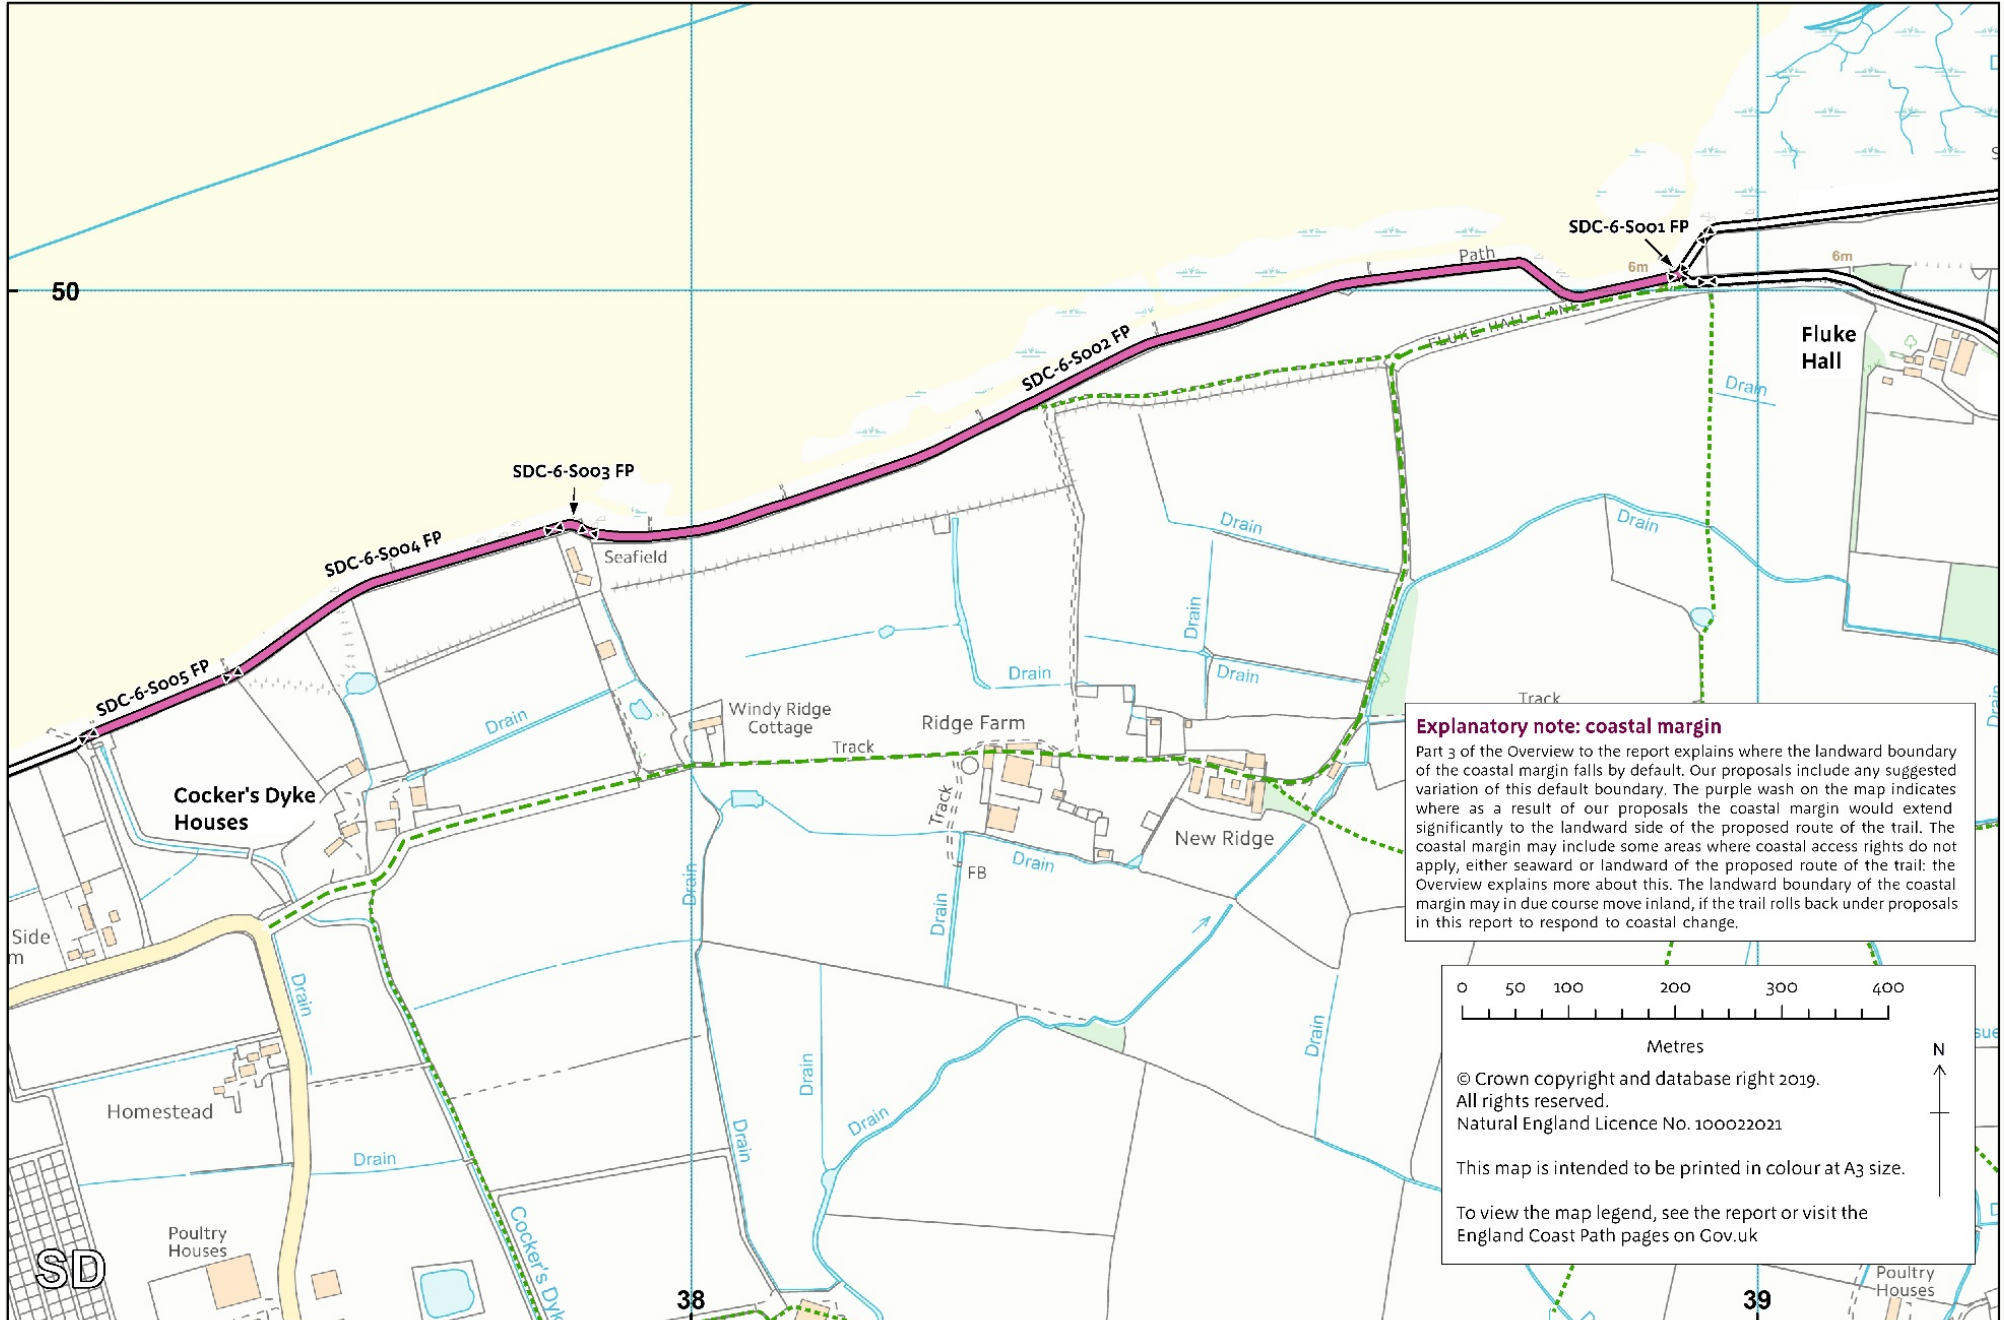 SDC-6-S001 FP
Path
6m
6m
50
FLUKE HALL LANE
Fluke
Hall
SDC-6-S002 FP
Drain
SDC-6-S003 FP
Seafield
SDC-6-S004 FP
Drain
Drain
Drain
SDC-6-S005 FP
Drain
Drain
Windy Ridge
Cottage
Ridge Farm
Track
Track
Drain
Cocker's Dyke
Houses
Track
New Ridge
Drain
FB
Drain
Drain
Drain
Side
m
Drain
Drain
Drain
Drain
Drain
Homestead
Drain
Drain
Poultry
Houses
Cocker's Dyke
SD
38
39
Poultry
Houses
Explanatory note: coastal margin
Part 3 of the Overview to the report explains where the landward boundary
of the coastal margin falls by default. Our proposals include any suggested
variation of this default boundary. The purple wash on the map indicates
where as a result of our proposals the coastal margin would extend
significantly to the landward side of the proposed route of the trail. The
coastal margin may include some areas where coastal access rights do not
apply, either seaward or landward of the proposed route of the trail: the
Overview explains more about this. The landward boundary of the coastal
margin may in due course move inland, if the trail rolls back under proposals
in this report to respond to coastal change.
0 50 100 200 300 400
Metres
N
© Crown copyright and database right 2019.
All rights reserved.
Natural England Licence No. 100022021
This map is intended to be printed in colour at A3 size.
To view the map legend, see the report or visit the
England Coast Path pages on Gov.uk